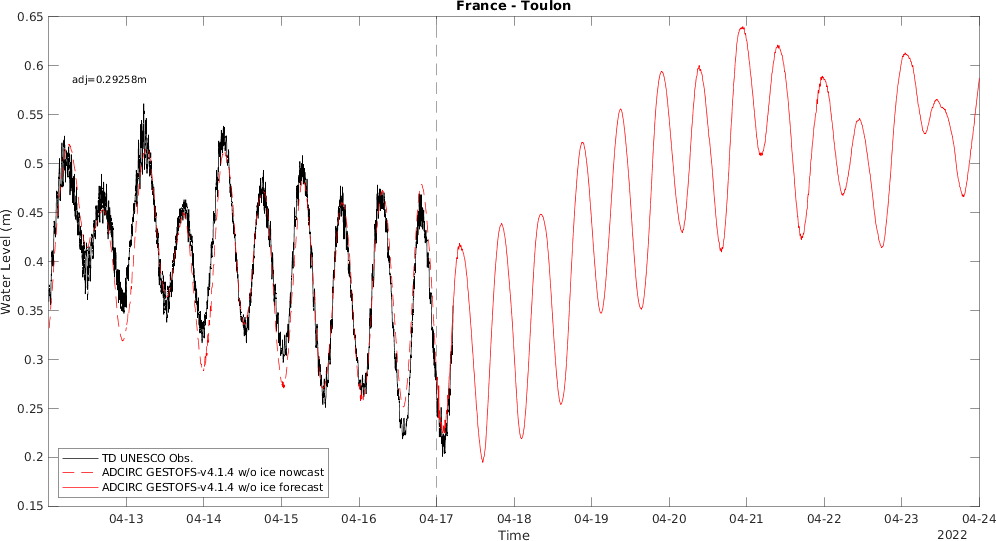 France - Toulon
0.65
0.6
0.55
0.5
0.45
0.4
0.35
0.3
0.25
0.2
0.15
Water Level (m)
adj=0.29258m
TD UNESCO Obs.
ADCIRC GESTOFS-v4.1.4 w/o ice nowcast
ADCIRC GESTOFS-v4.1.4 w/o ice forecast
04-13 04-14 04-15 04-16 04-17 04-18 04-19 04-20 04-21 04-22 04-23 04-24
Time
2022